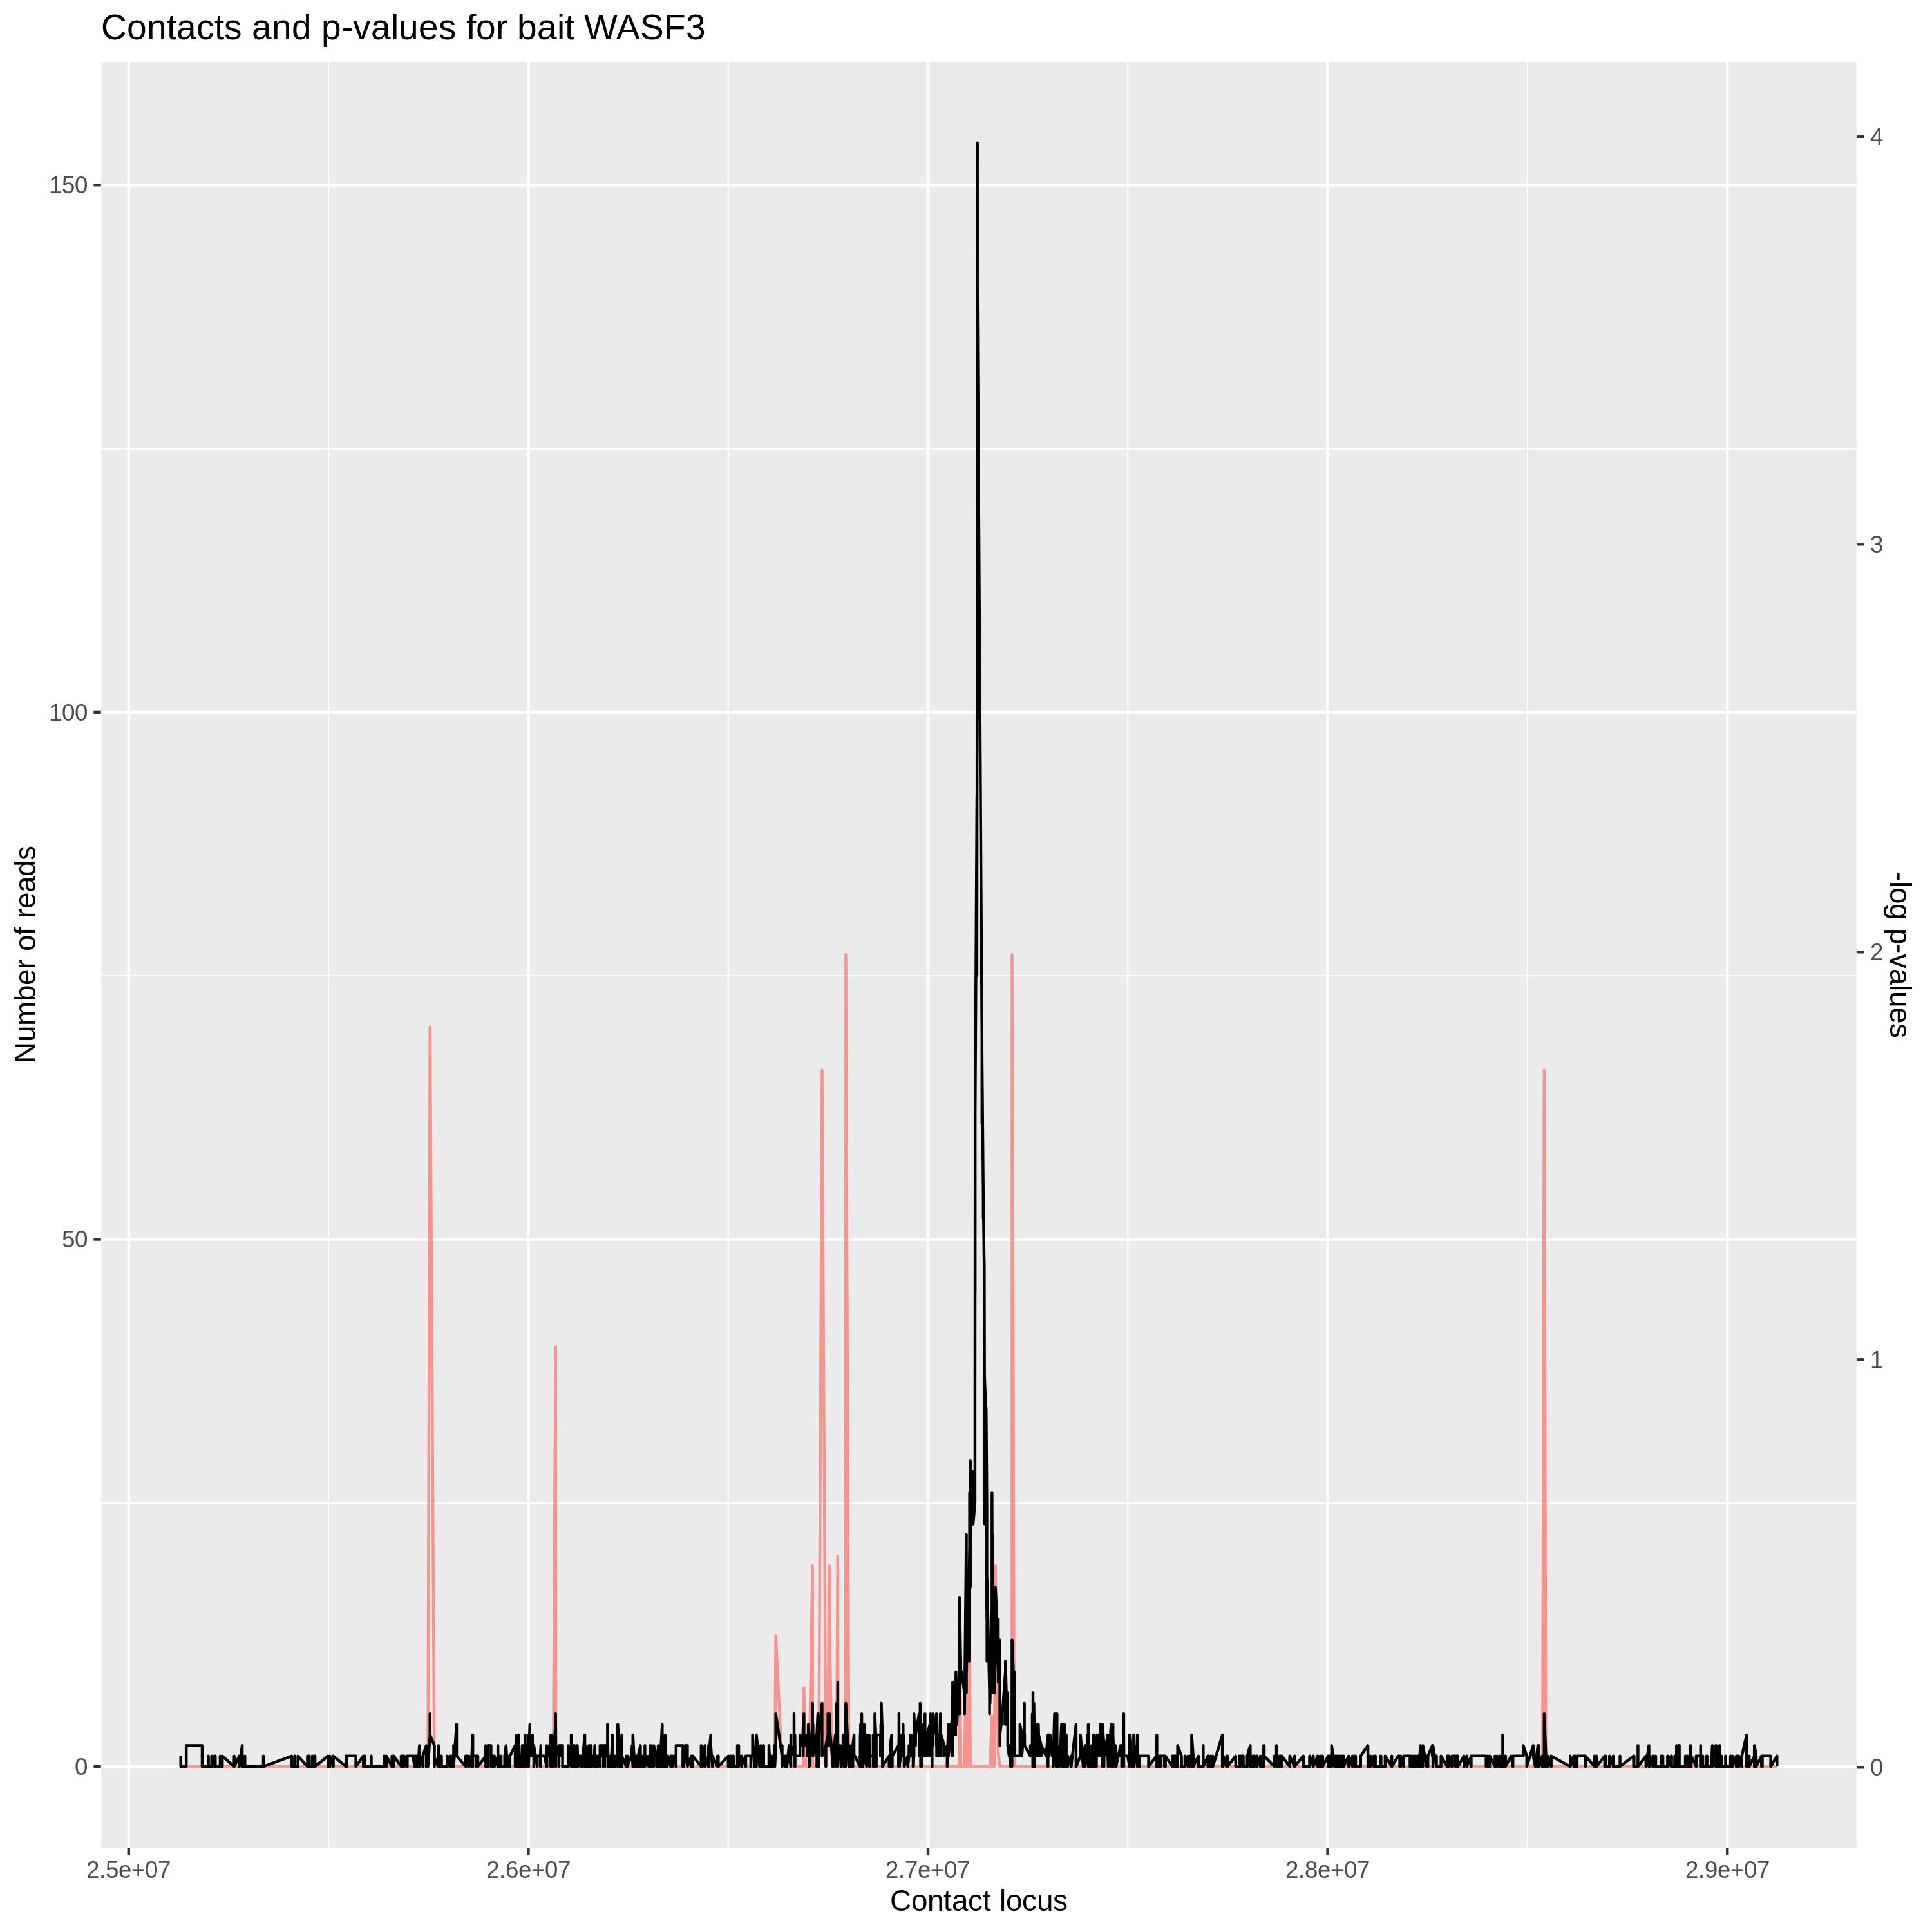 Contacts and p-values for bait WASF3
150
100
50
0
Number of reads
4
3
2
1
0
-log p-values
2.5e+07
2.6e+07
2.7e+07
2.8e+07
2.9e+07
Contact locus